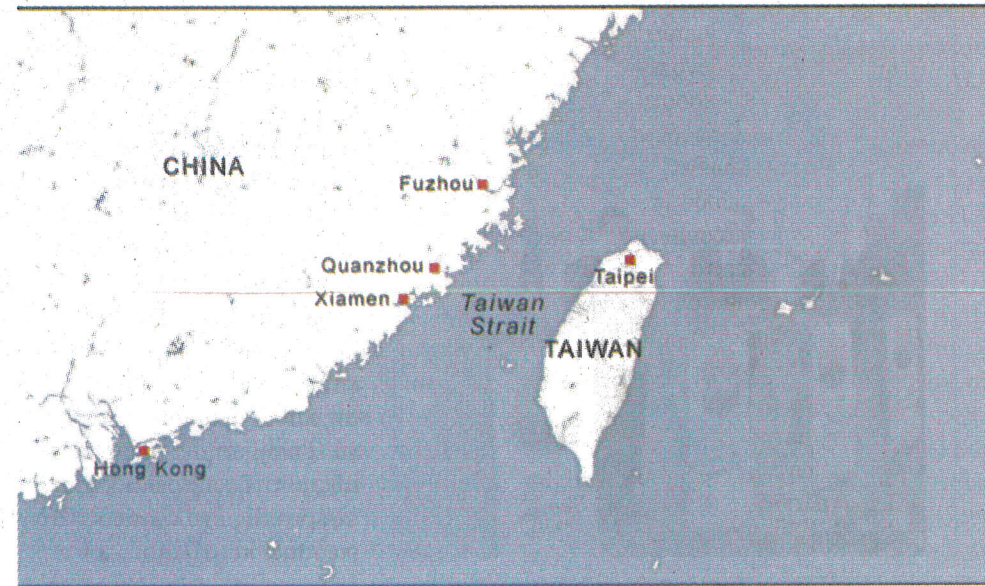 CHINA
Fuzhou
Quanzhou
Taipei
Xiamen
Taiwan
Strait
TAIWAN
Hong Kong